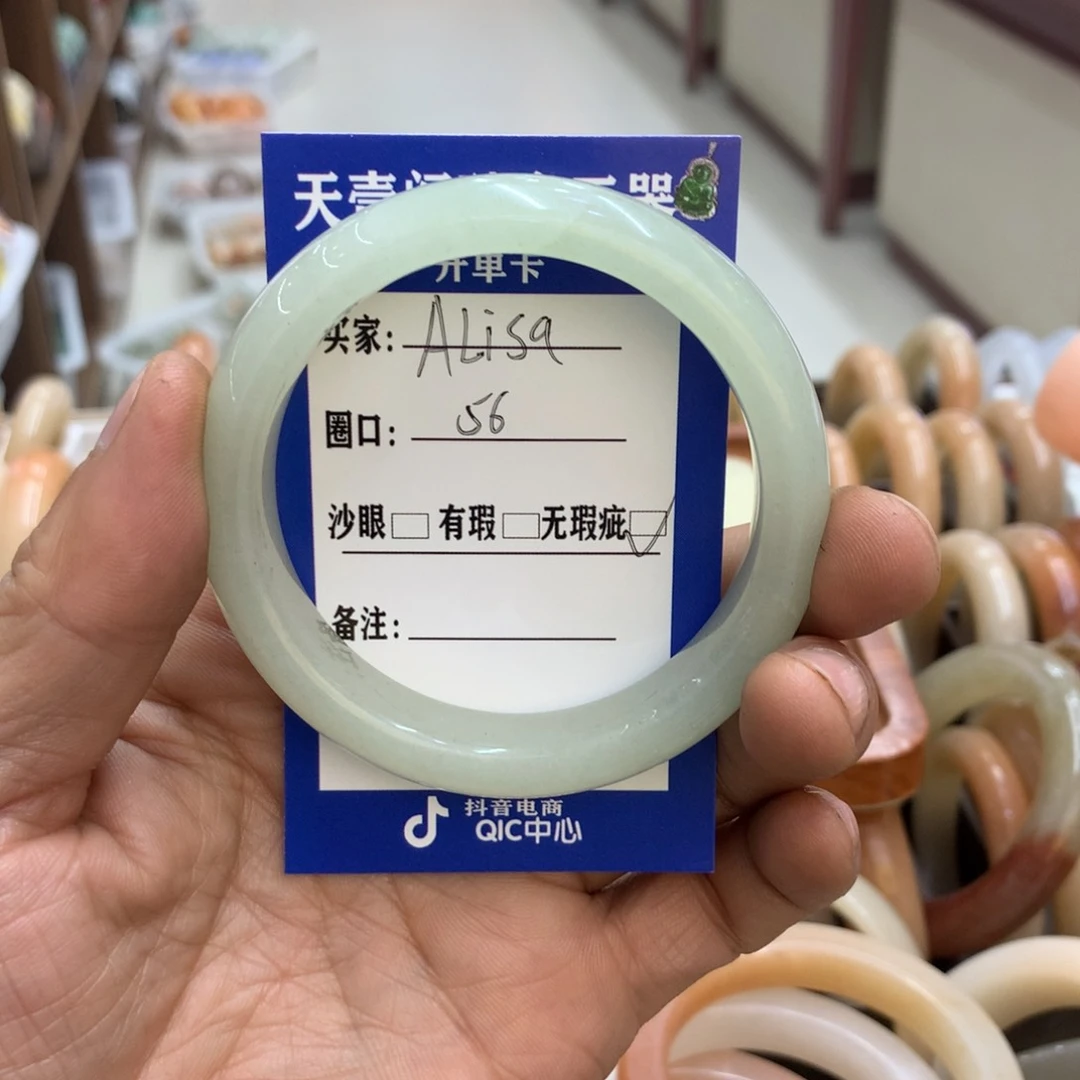 天壹
器
开单卡
买家: ALisa
圈口: 56
沙眼 有瑕 无瑕疵
备注:
抖音电商
QIC中心